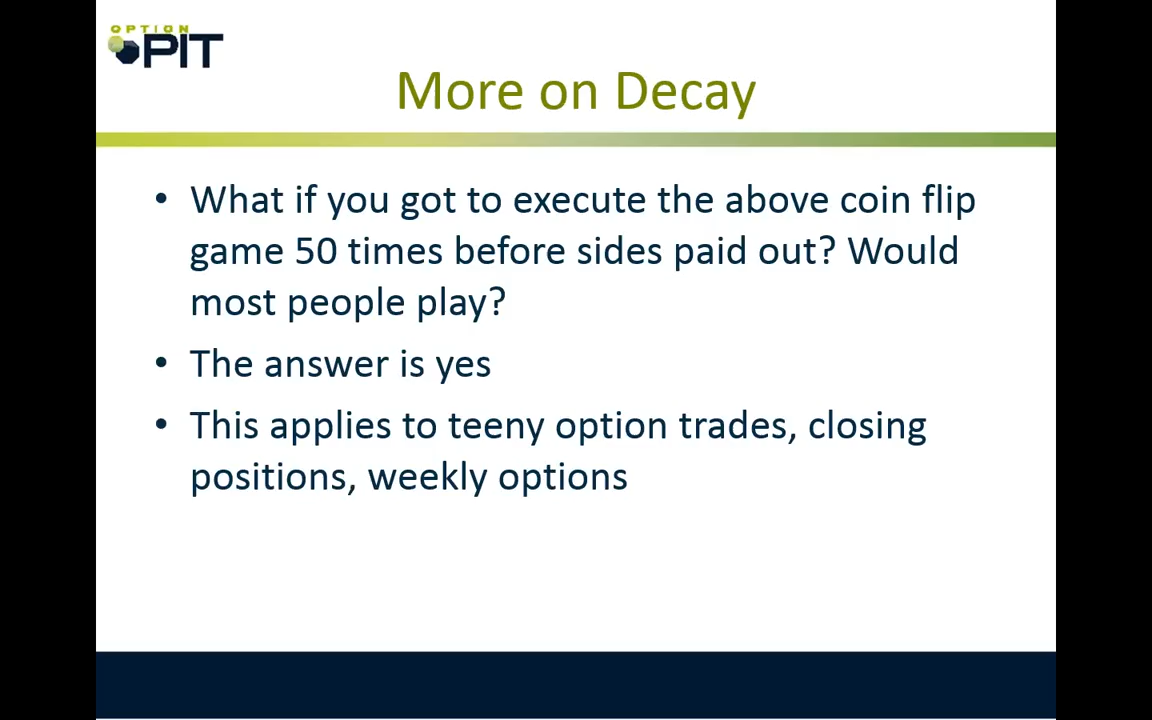 OPTION
PIT
More on Decay
• What if you got to execute the above coin flip
game 50 times before sides paid out? Would
most people play?
• The answer is yes
• This applies to teeny option trades, closing
positions, weekly options